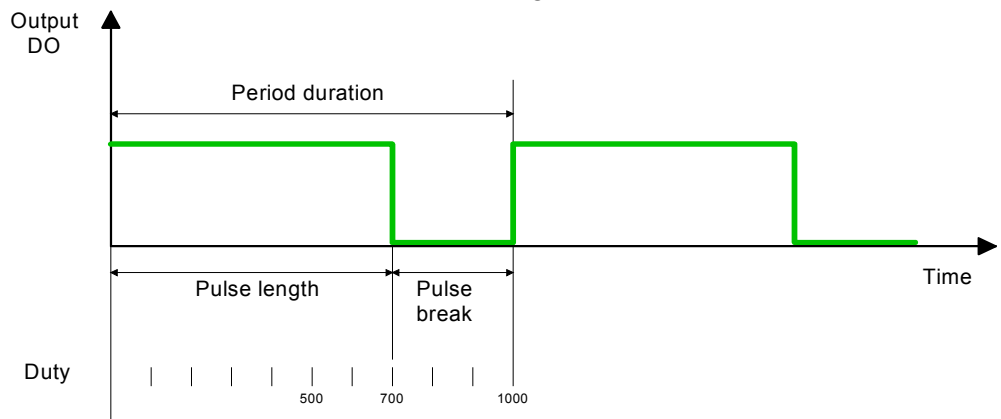 Output
DO
Period duration
Time
Pulse length
Pulse
break
Duty
500
700
1000